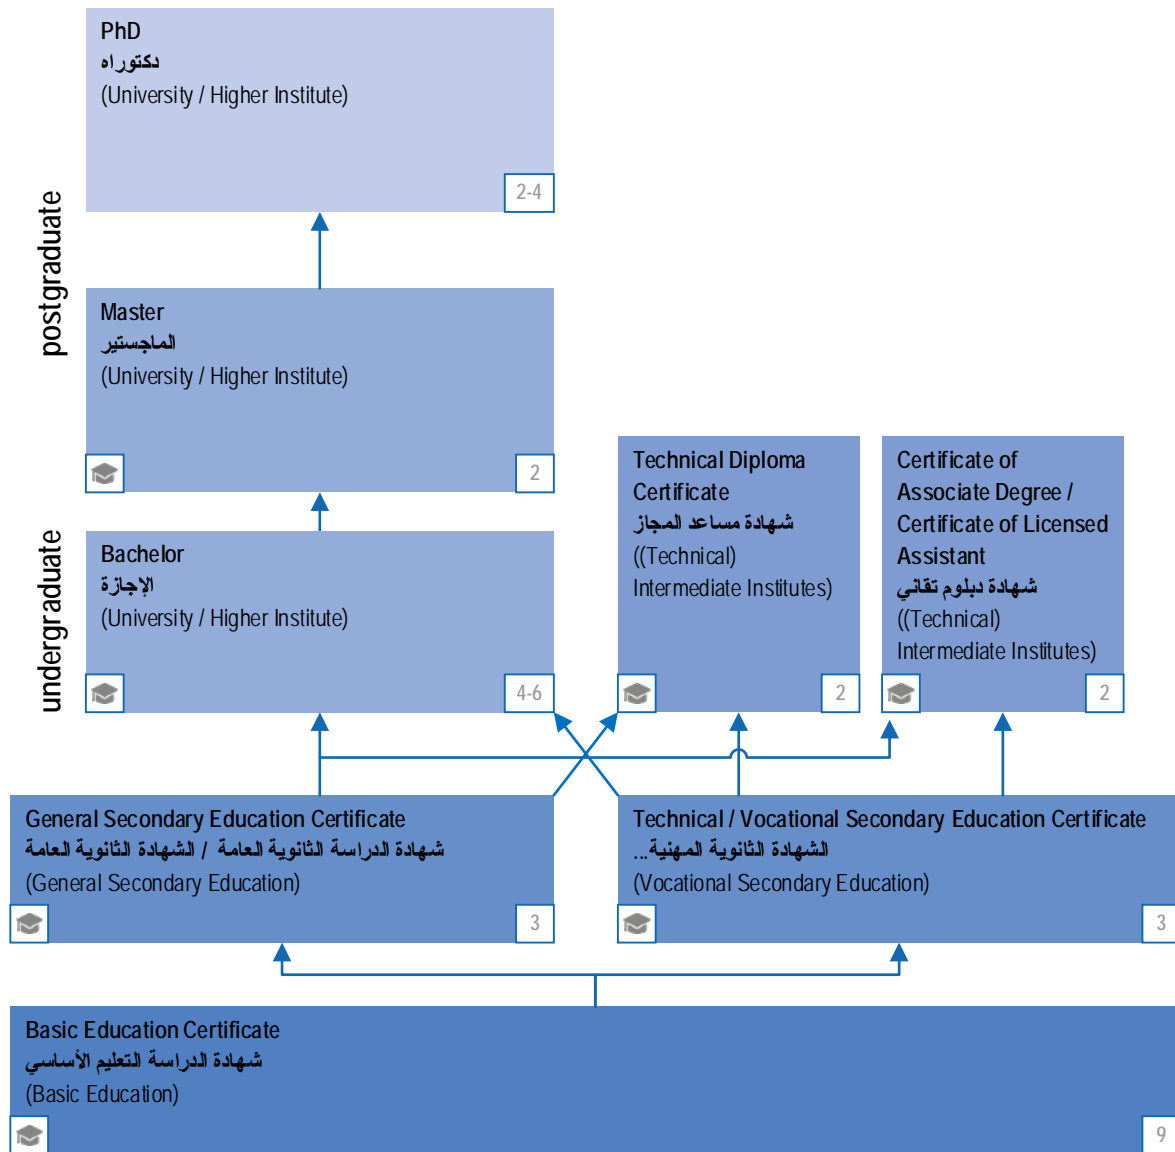 PhD
دكتوراه
(University / Higher Institute)
2-4
postgraduate
Master
الماجستير
(University / Higher Institute)
2
Technical Diploma
Certificate
شهادة مساعد المجاز
((Technical)
Intermediate Institutes)
2
Certificate of
Associate Degree /
Certificate of Licensed
Assistant
شهادة دبلوم تقاني
((Technical)
Intermediate Institutes)
2
undergraduate
Bachelor
الإجازة
(University / Higher Institute)
4-6
General Secondary Education Certificate
شهادة الدراسة الثانوية العامة / الشهادة الثانوية العامة
(General Secondary Education)
3
Technical / Vocational Secondary Education Certificate
الشهادة الثانوية المهنية...
(Vocational Secondary Education)
3
Basic Education Certificate
شهادة الدراسة التعليم الأساسي
(Basic Education)
9